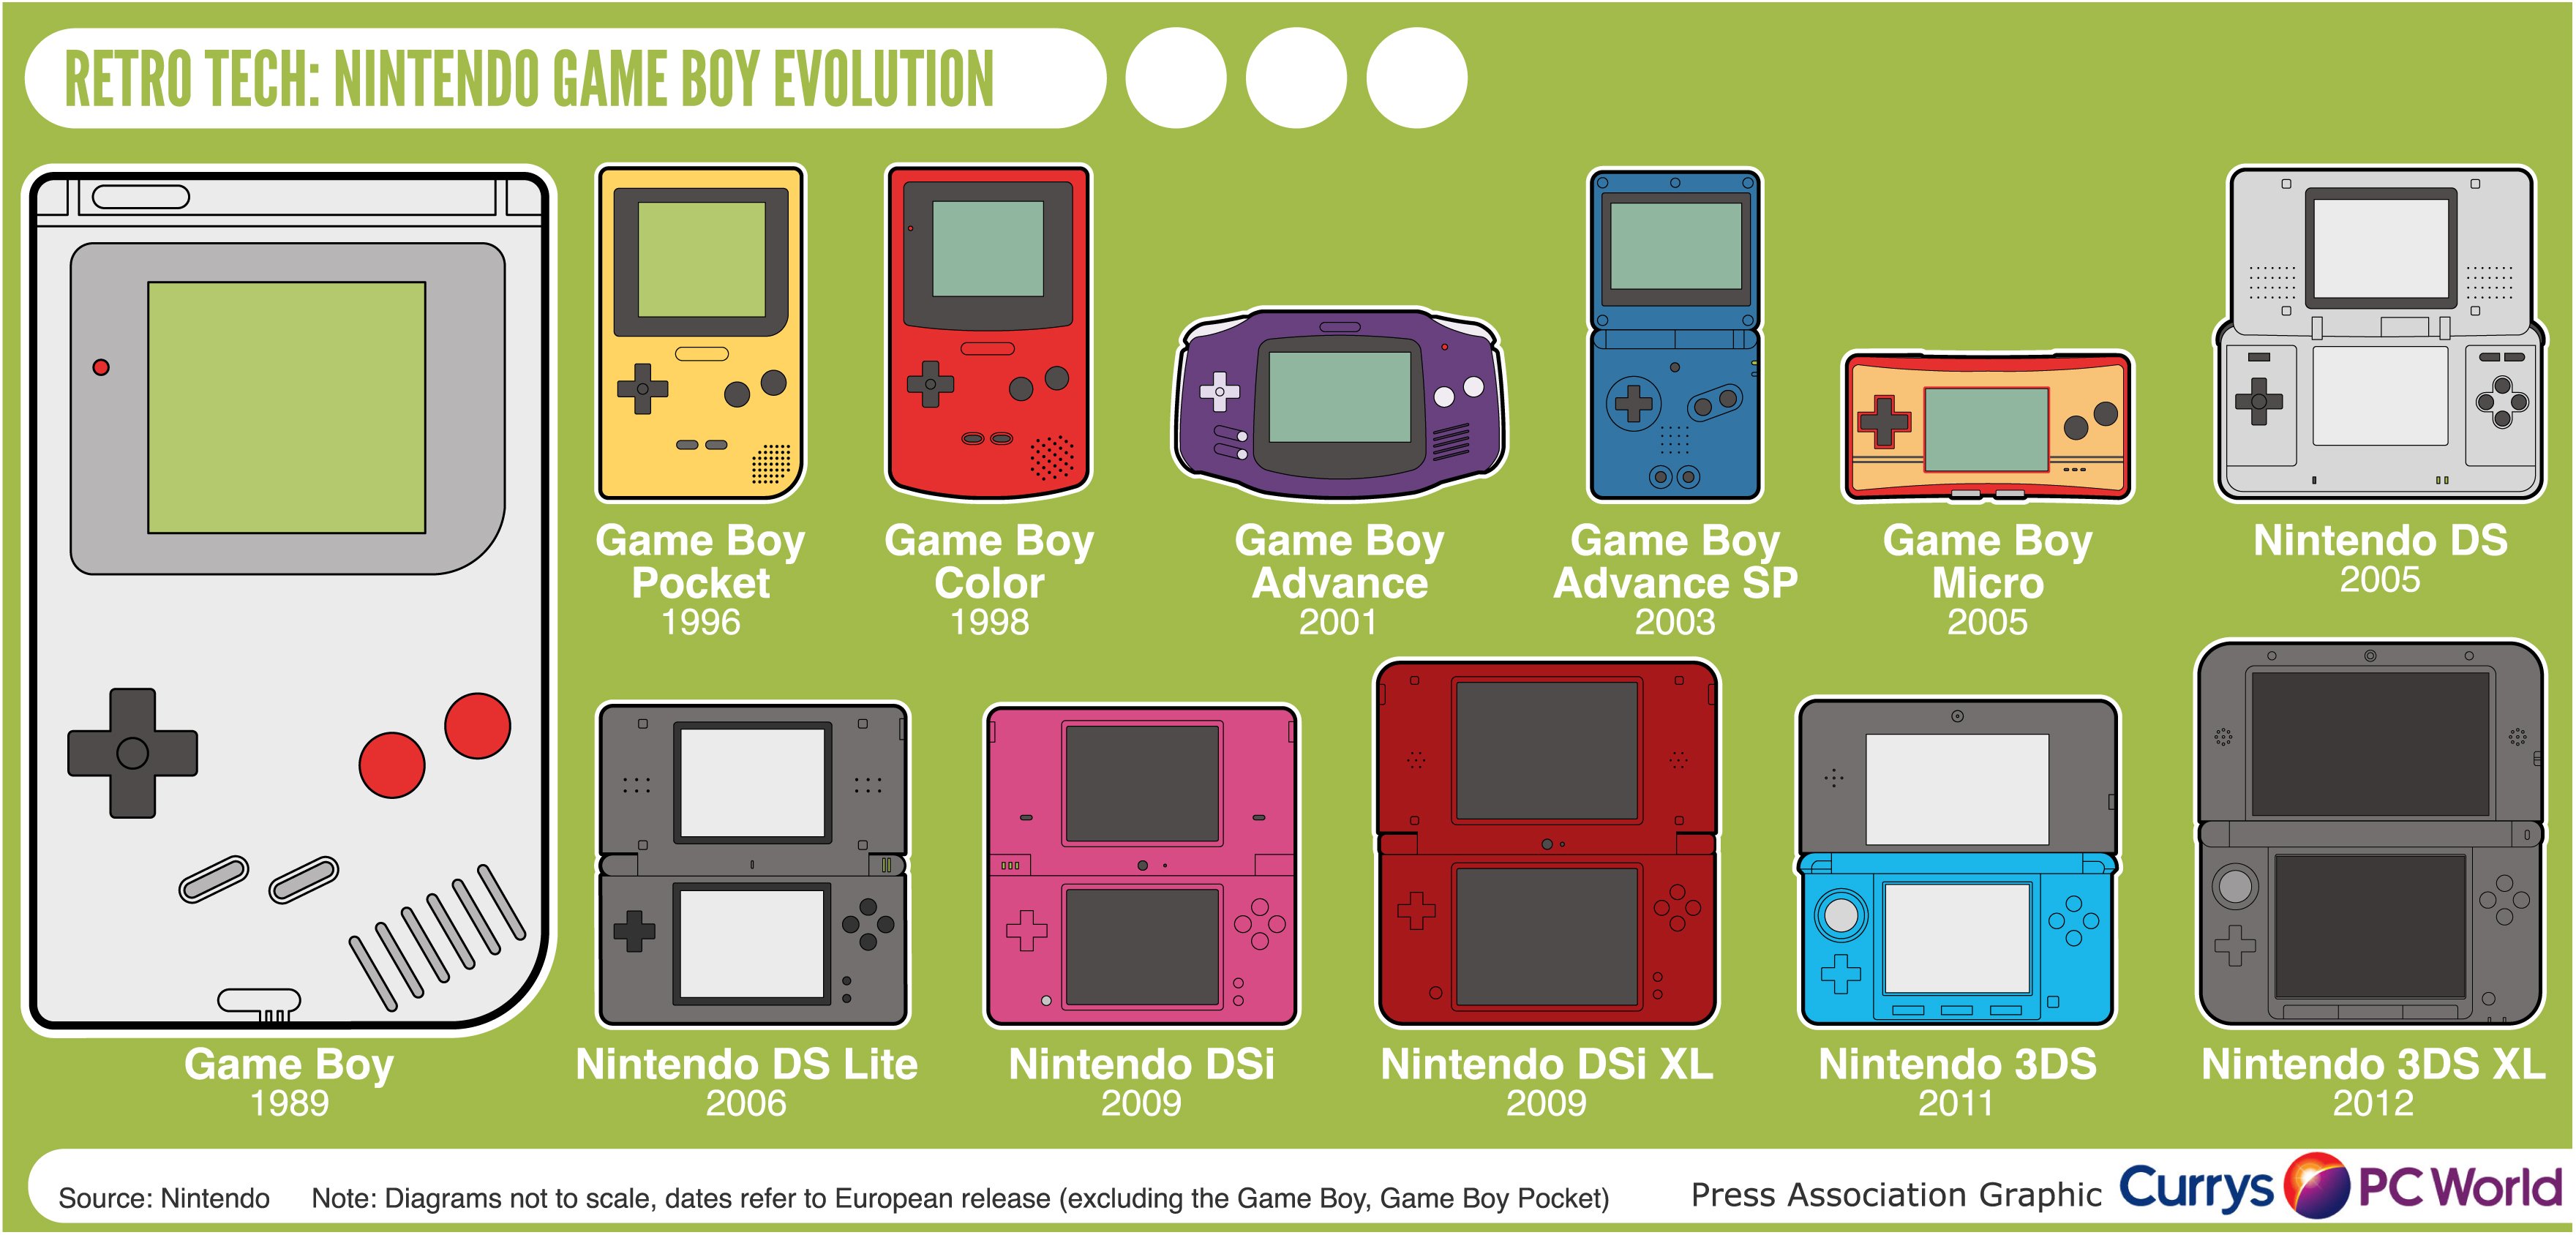 RETRO TECH: NINTENDO GAME BOY EVOLUTION
Game Boy
Pocket
1996
Game Boy
Color
1998
Game Boy
Advance
2001
Game Boy
Advance SP
2003
Game Boy
Micro
2005
Nintendo DS
2005
Game Boy
1989
Nintendo DS Lite
2006
Nintendo DSi
2009
Nintendo DSi XL
2009
Nintendo 3DS
2011
Nintendo 3DS XL
2012
Source: Nintendo Note: Diagrams not to scale, dates refer to European release (excluding the Game Boy, Game Boy Pocket)
Press Association Graphic Currys PC World